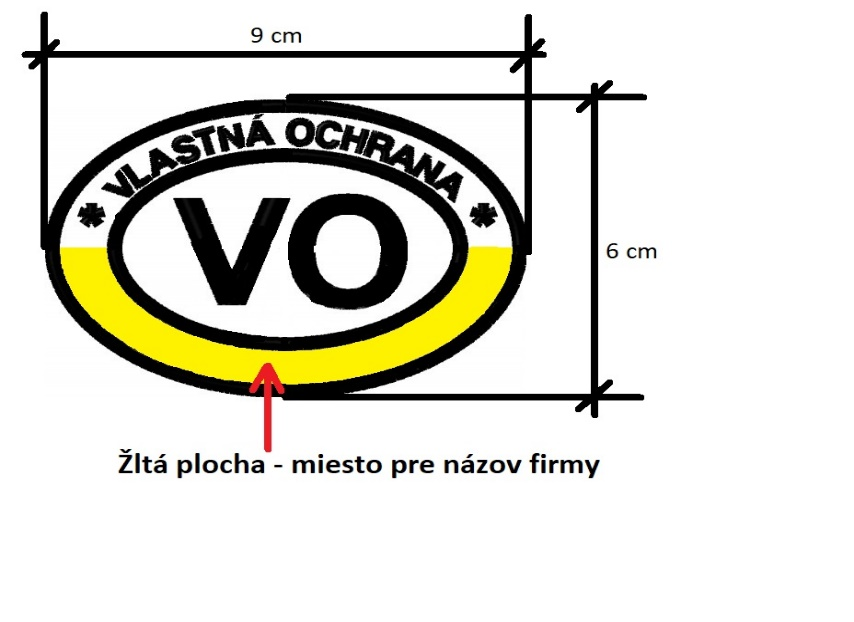 9 cm
* VLASTNÁ OCHRANA *
VO
6 cm
Žltá plocha - miesto pre názov firmy